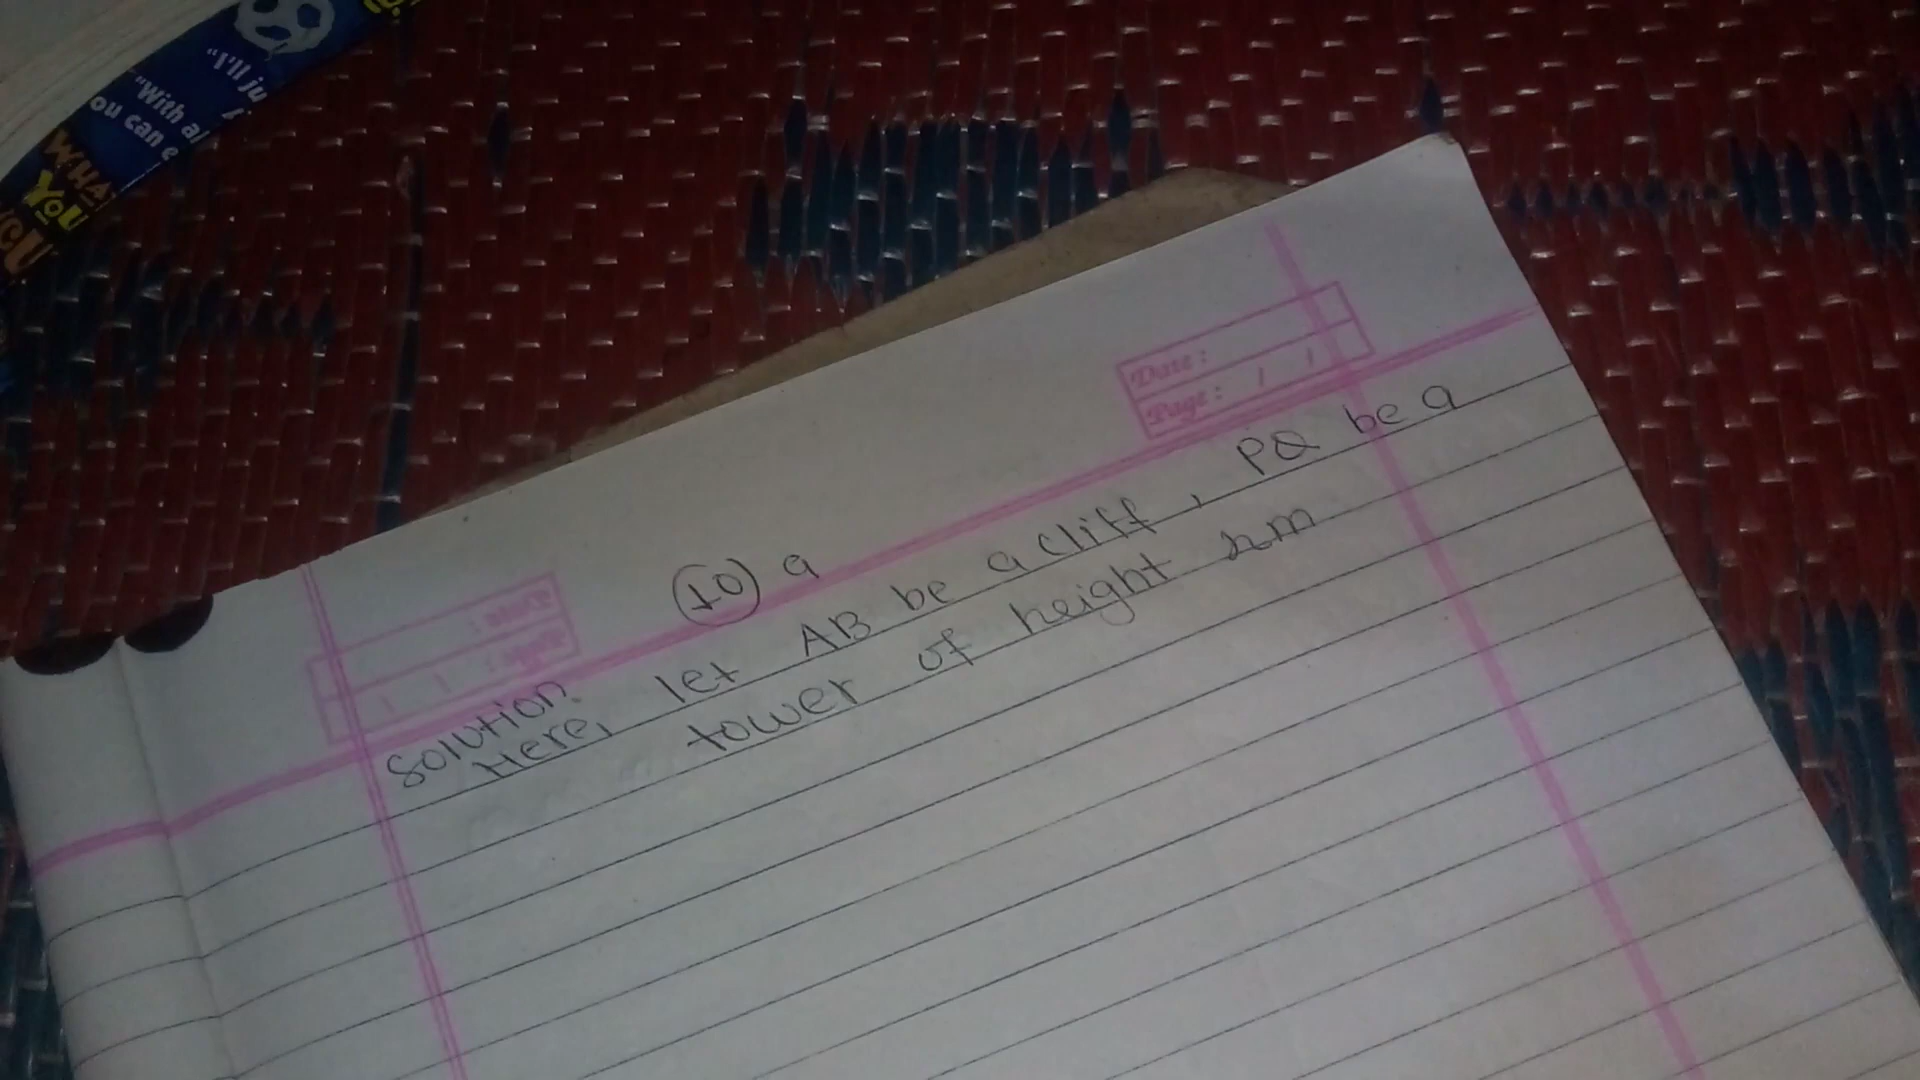 "I'll ju
"With al
ou can e
WHAT
YOU
Date:
Page: / /
(10) a
Solution:
Here, let AB be a cliff, PQ be a
tower of height hm